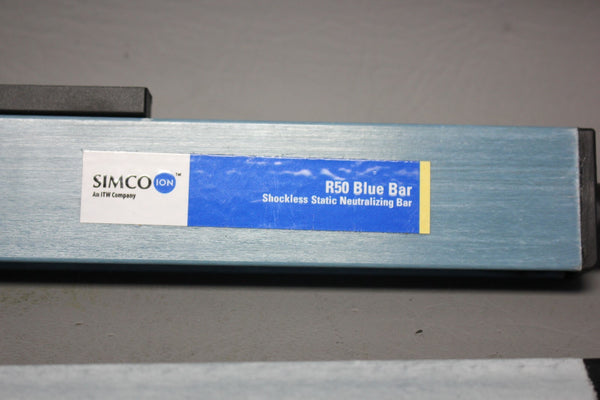 SIMCO ION™
An ITW Company
R50 Blue Bar
Shockless Static Neutralizing Bar